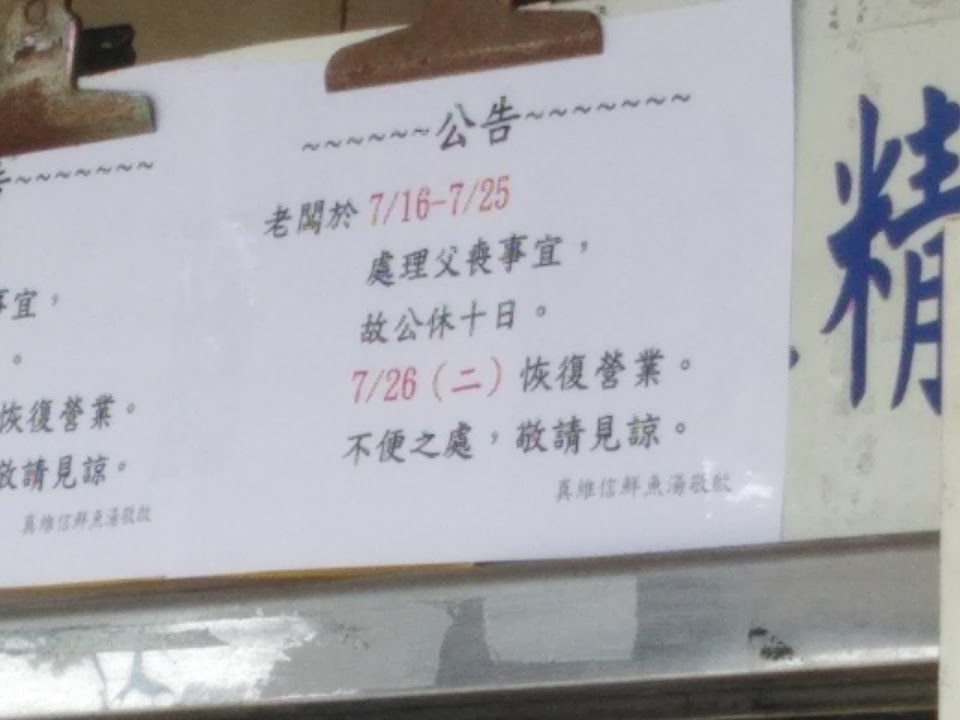 ~~~~~~公告~~~~~~~
老闆於 7/16-7/25
處理父喪事宜，
故公休十日。
7/26（二）恢復營業。
不便之處，敬請見諒。
真維信鮮魚湯敬啟
~~~~~~~
事宜，
。
恢復營業。
敬請見諒。
真維信鮮魚湯敬啟
精